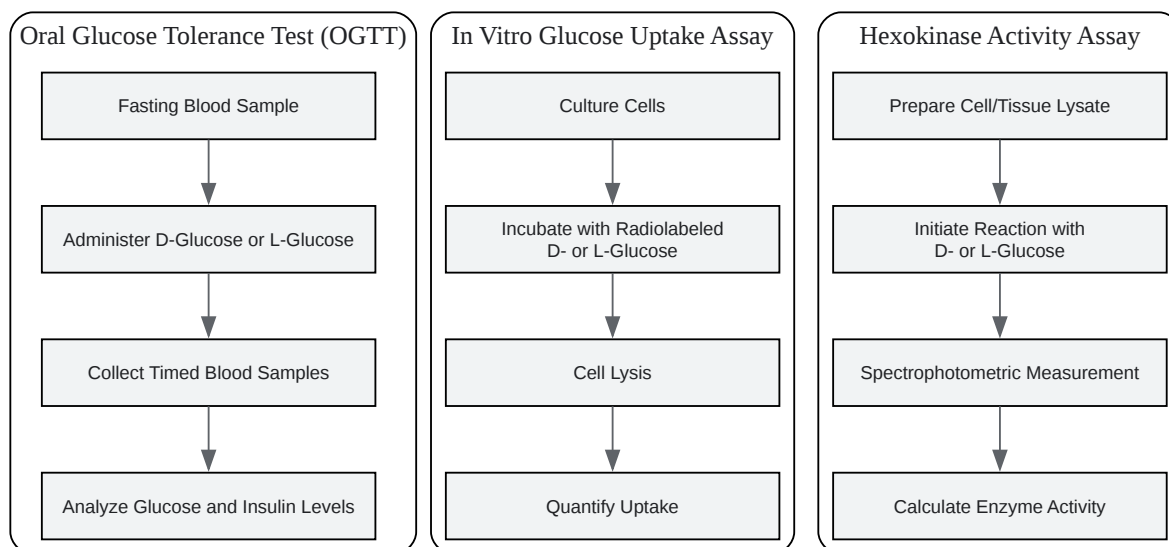 Oral Glucose Tolerance Test (OGTT)
Fasting Blood Sample
Administer D-Glucose or L-Glucose
Collect Timed Blood Samples
Analyze Glucose and Insulin Levels
In Vitro Glucose Uptake Assay
Culture Cells
Incubate with Radiolabeled
D- or L-Glucose
Cell Lysis
Quantify Uptake
Hexokinase Activity Assay
Prepare Cell/Tissue Lysate
Initiate Reaction with
D- or L-Glucose
Spectrophotometric Measurement
Calculate Enzyme Activity